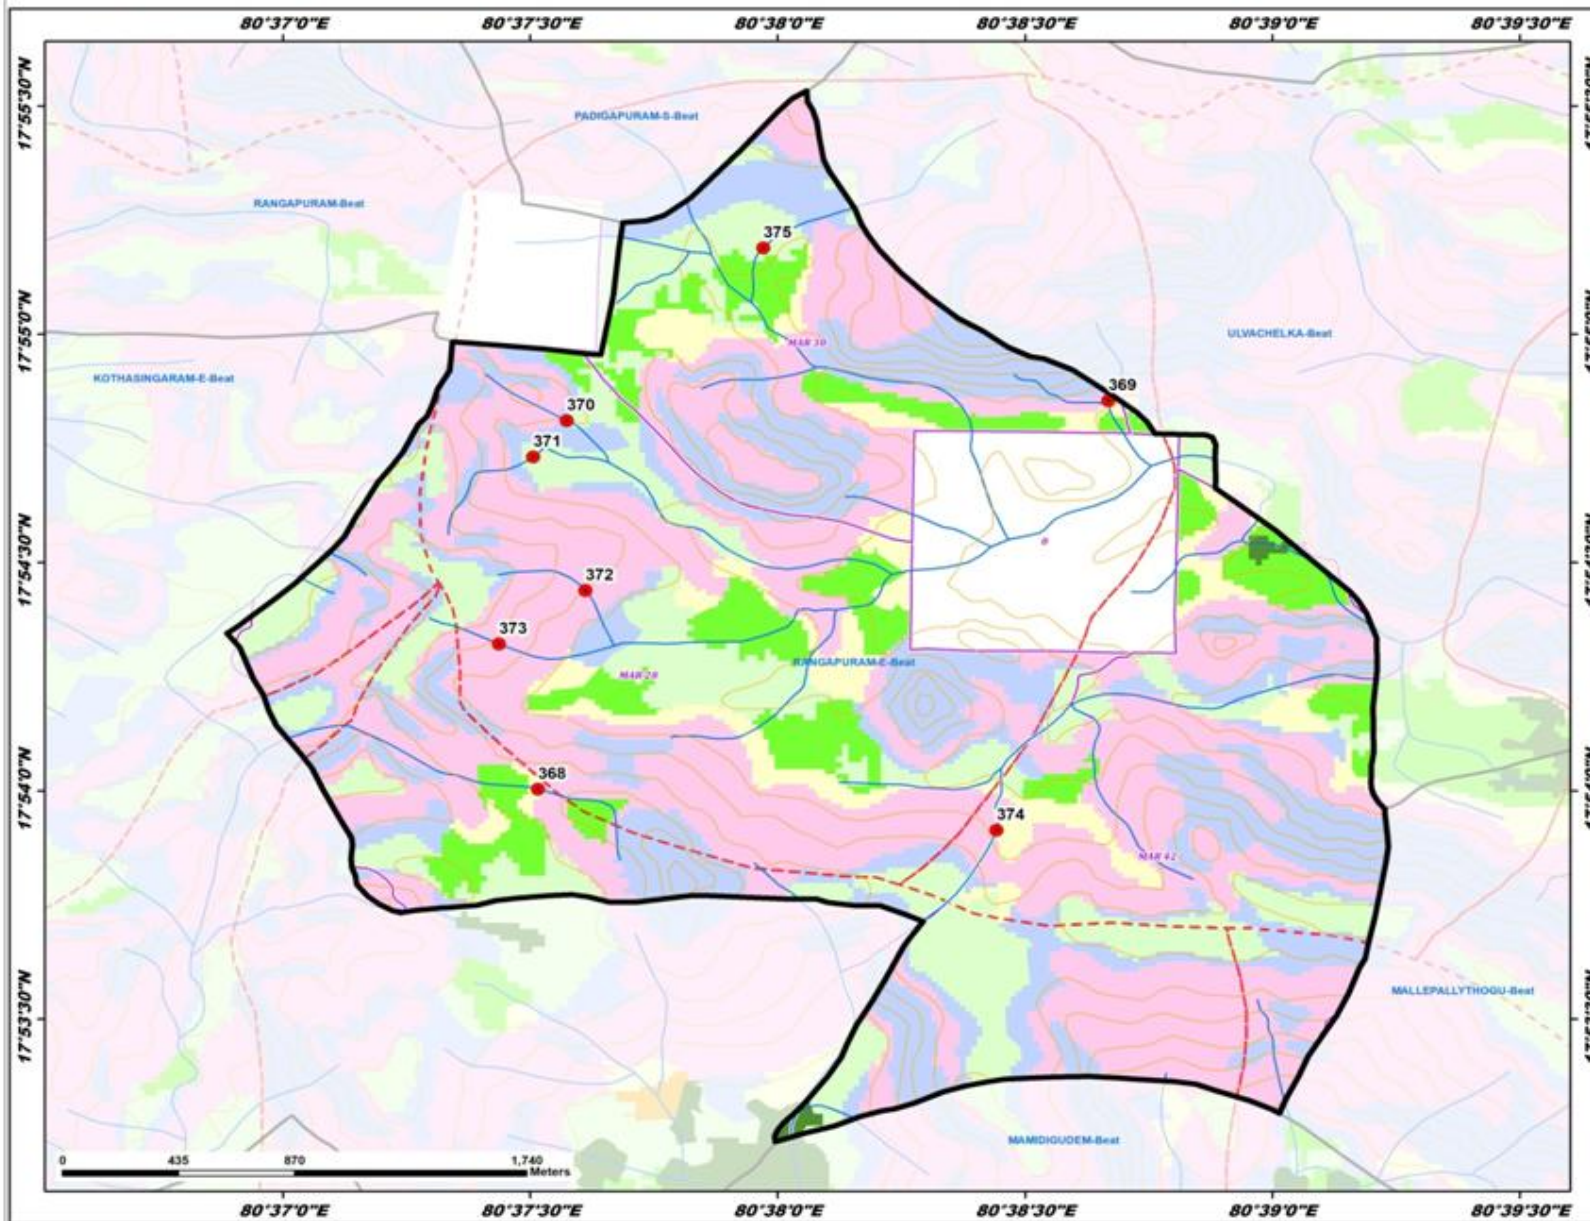 80°37'0"E 80°37'30"E 80°38'0"E 80°38'30"E 80°39'0"E 80°39'30"E
17°55'30"N
PADIGAPURAM-S-Beat
RANGAPURAM-Beat
375
17°55'0"N
ULVACHELKA-Beat
MAR 30
KOTHASINGARAM-E-Beat
369
370
371
17°54'30"N
0
372
373
RANGAPURAM-E-Beat
MAR 28
368
17°54'0"N
374
MAR 42
MALLEPALLYTHOGU-Beat
17°53'30"N
MAMIDIGUDEM-Beat
0 435 870 1,740
Meters
80°37'0"E 80°37'30"E 80°38'0"E 80°38'30"E 80°39'0"E 80°39'30"E